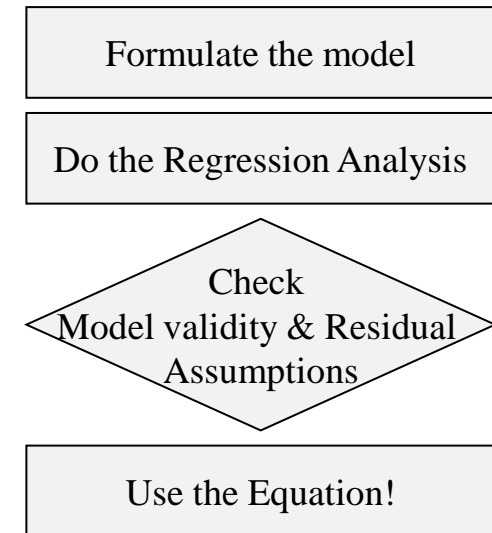 Formulate the model
Do the Regression Analysis
Check
Model validity & Residual
Assumptions
Use the Equation!